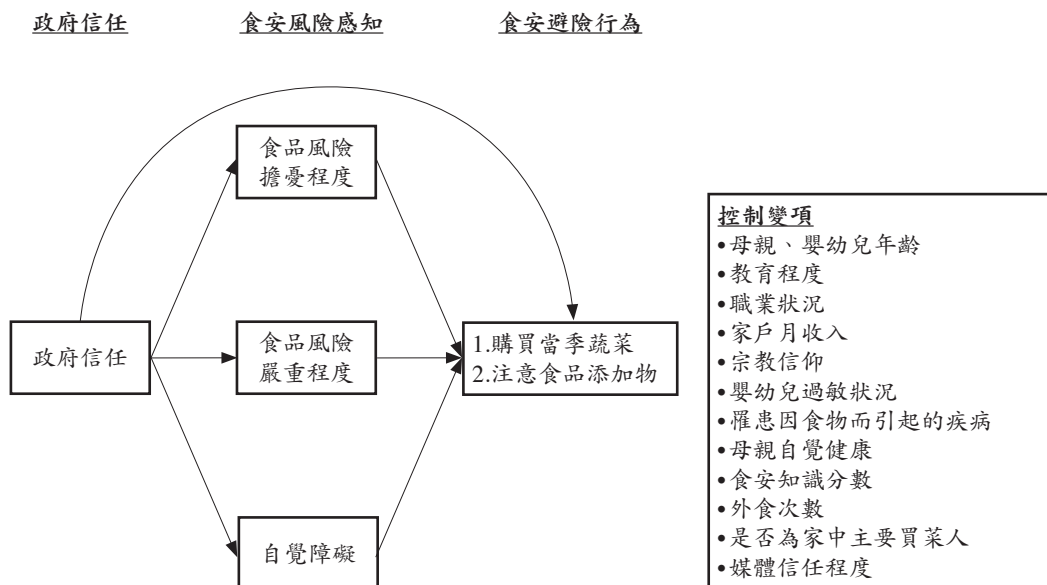 政府信任
食安風險感知
食安避險行為
食品風險
擔憂程度
政府信任
食品風險
嚴重程度
自覺障礙
1.購買當季蔬菜
2.注意食品添加物
控制變項
•母親、嬰幼兒年齡
•教育程度
•職業狀況
•家戶月收入
•宗教信仰
•嬰幼兒過敏狀況
•罹患因食物而引起的疾病
•母親自覺健康
•食安知識分數
•外食次數
•是否為家中主要買菜人
•媒體信任程度